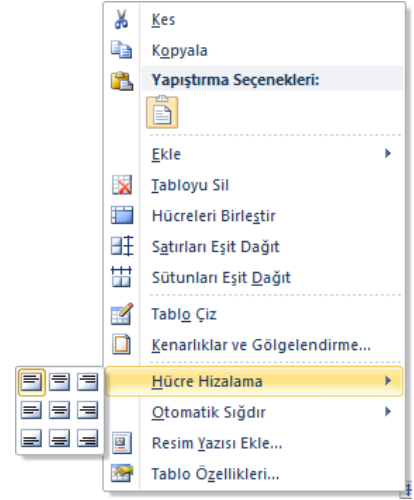 Kes
Kopyala
Yapıştırma Seçenekleri:
Ekle
Tabloyu Sil
Hücreleri Birleştir
Satırları Eşit Dağıt
Sütunları Eşit Dağıt
Tablo Çiz
Kenarlıklar ve Gölgelendirme...
Hücre Hizalama
Otomatik Sığdır
Resim Yazısı Ekle...
Tablo Özellikleri...